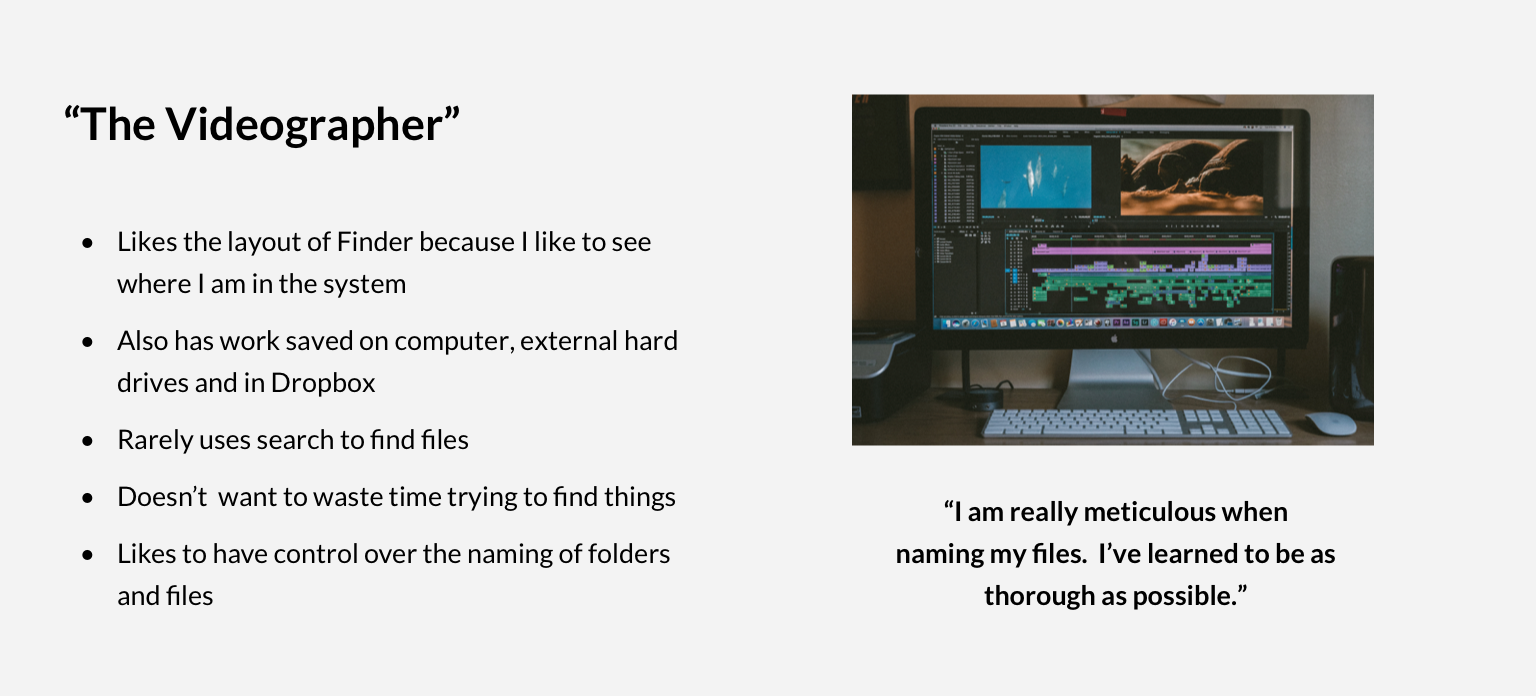 “The Videographer”
● Likes the layout of Finder because I like to see
where I am in the system
● Also has work saved on computer, external hard
drives and in Dropbox
● Rarely uses search to find files
● Doesn’t  want to waste time trying to find things
● Likes to have control over the naming of folders
and files
“I am really meticulous when
naming my files.  I’ve learned to be as
thorough as possible.”